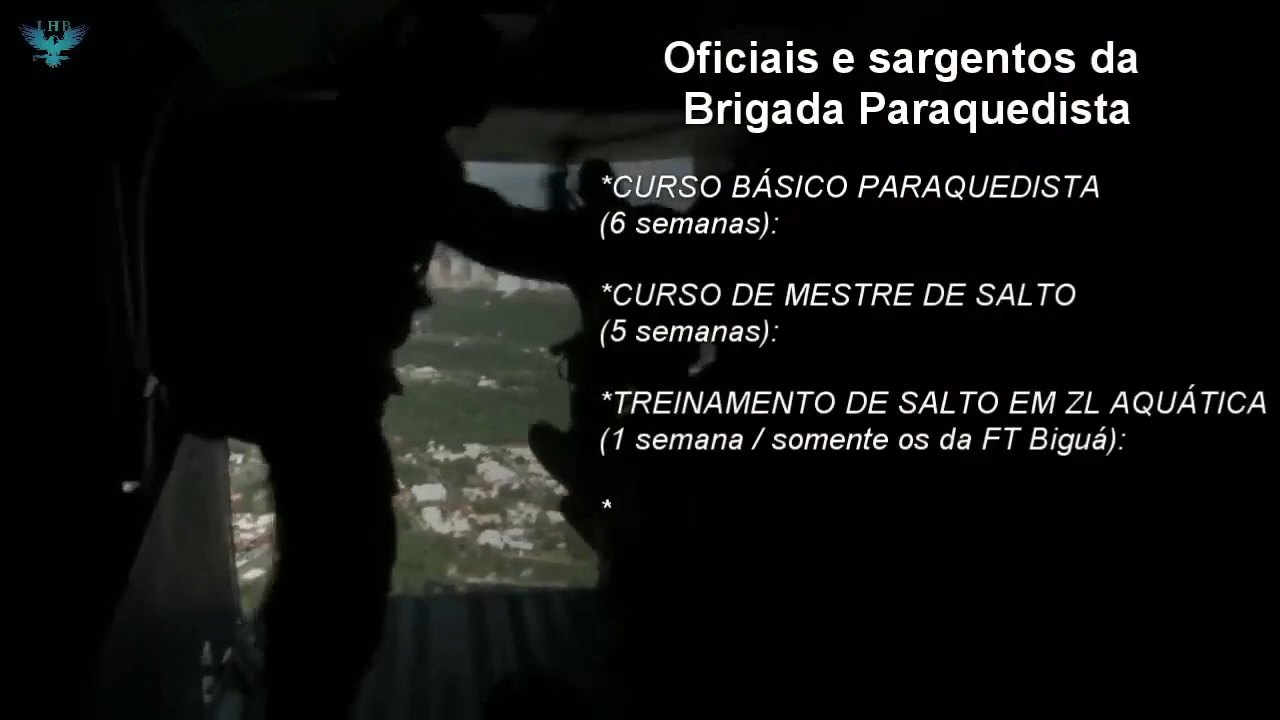 LHB
Oficiais e sargentos da
Brigada Paraquedista
*CURSO BÁSICO PARAQUEDISTA
(6 semanas):
*CURSO DE MESTRE DE SALTO
(5 semanas):
*TREINAMENTO DE SALTO EM ZL AQUÁTICA
(1 semana / somente os da FT Biguá):
*